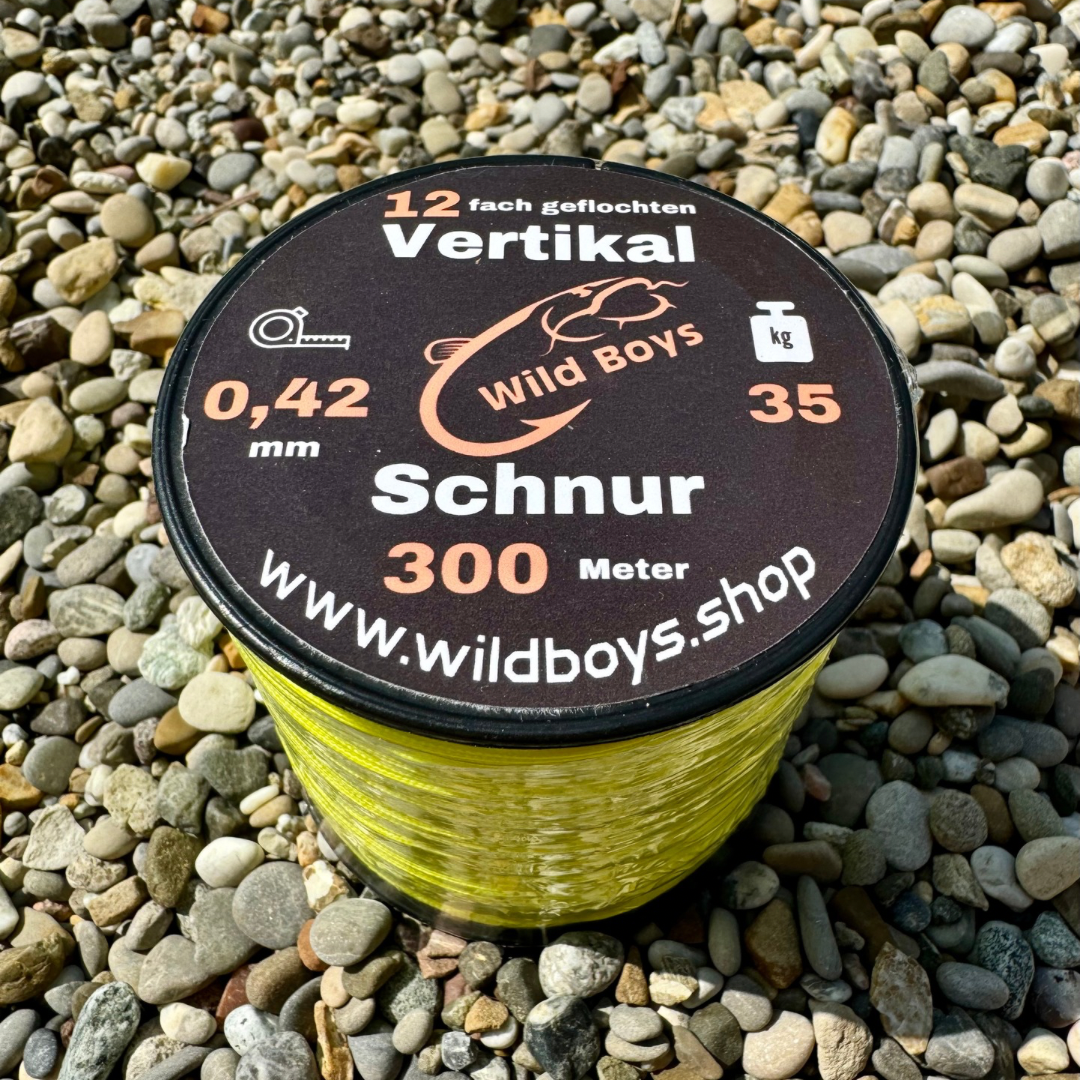 12 fach geflochten
Vertikal
Wild Boys
kg
0,42
35
mm
Schnur
300 Meter
www.wildboys.shop